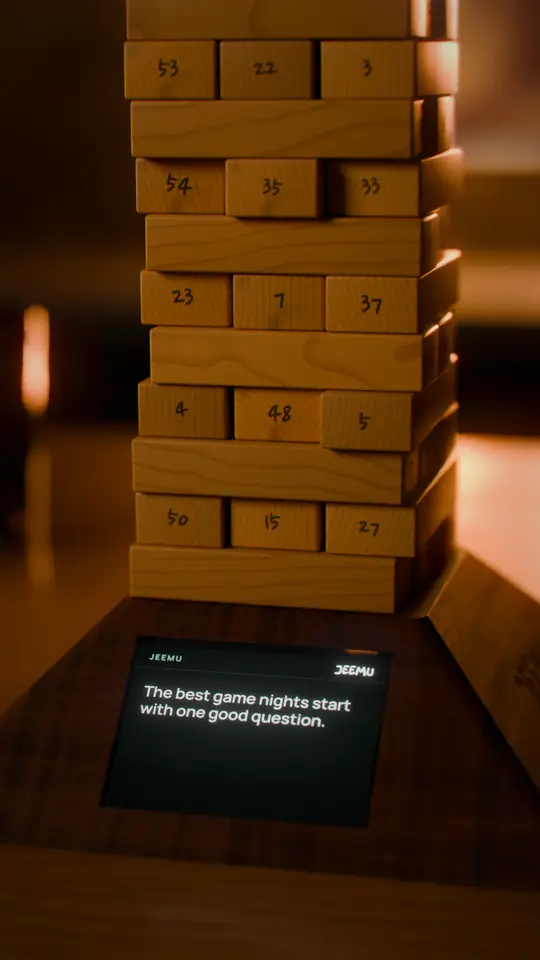 53 22 3
54 35 33
23 7 37
4 48 5
50 15 27
JEEMU JEEMU
The best game nights start
with one good question.